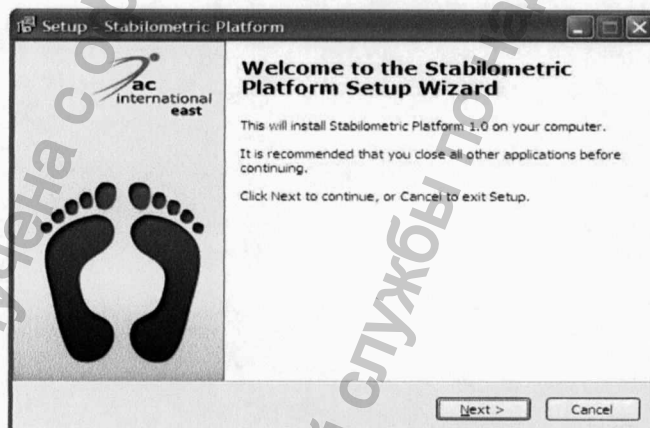 Setup - Stabilometric Platform
ac
international
east
Welcome to the Stabilometric
Platform Setup Wizard
This will install Stabilometric Platform 1.0 on your computer.
It is recommended that you close all other applications before
continuing.
Click Next to continue, or Cancel to exit Setup.
Next >
Cancel
службы